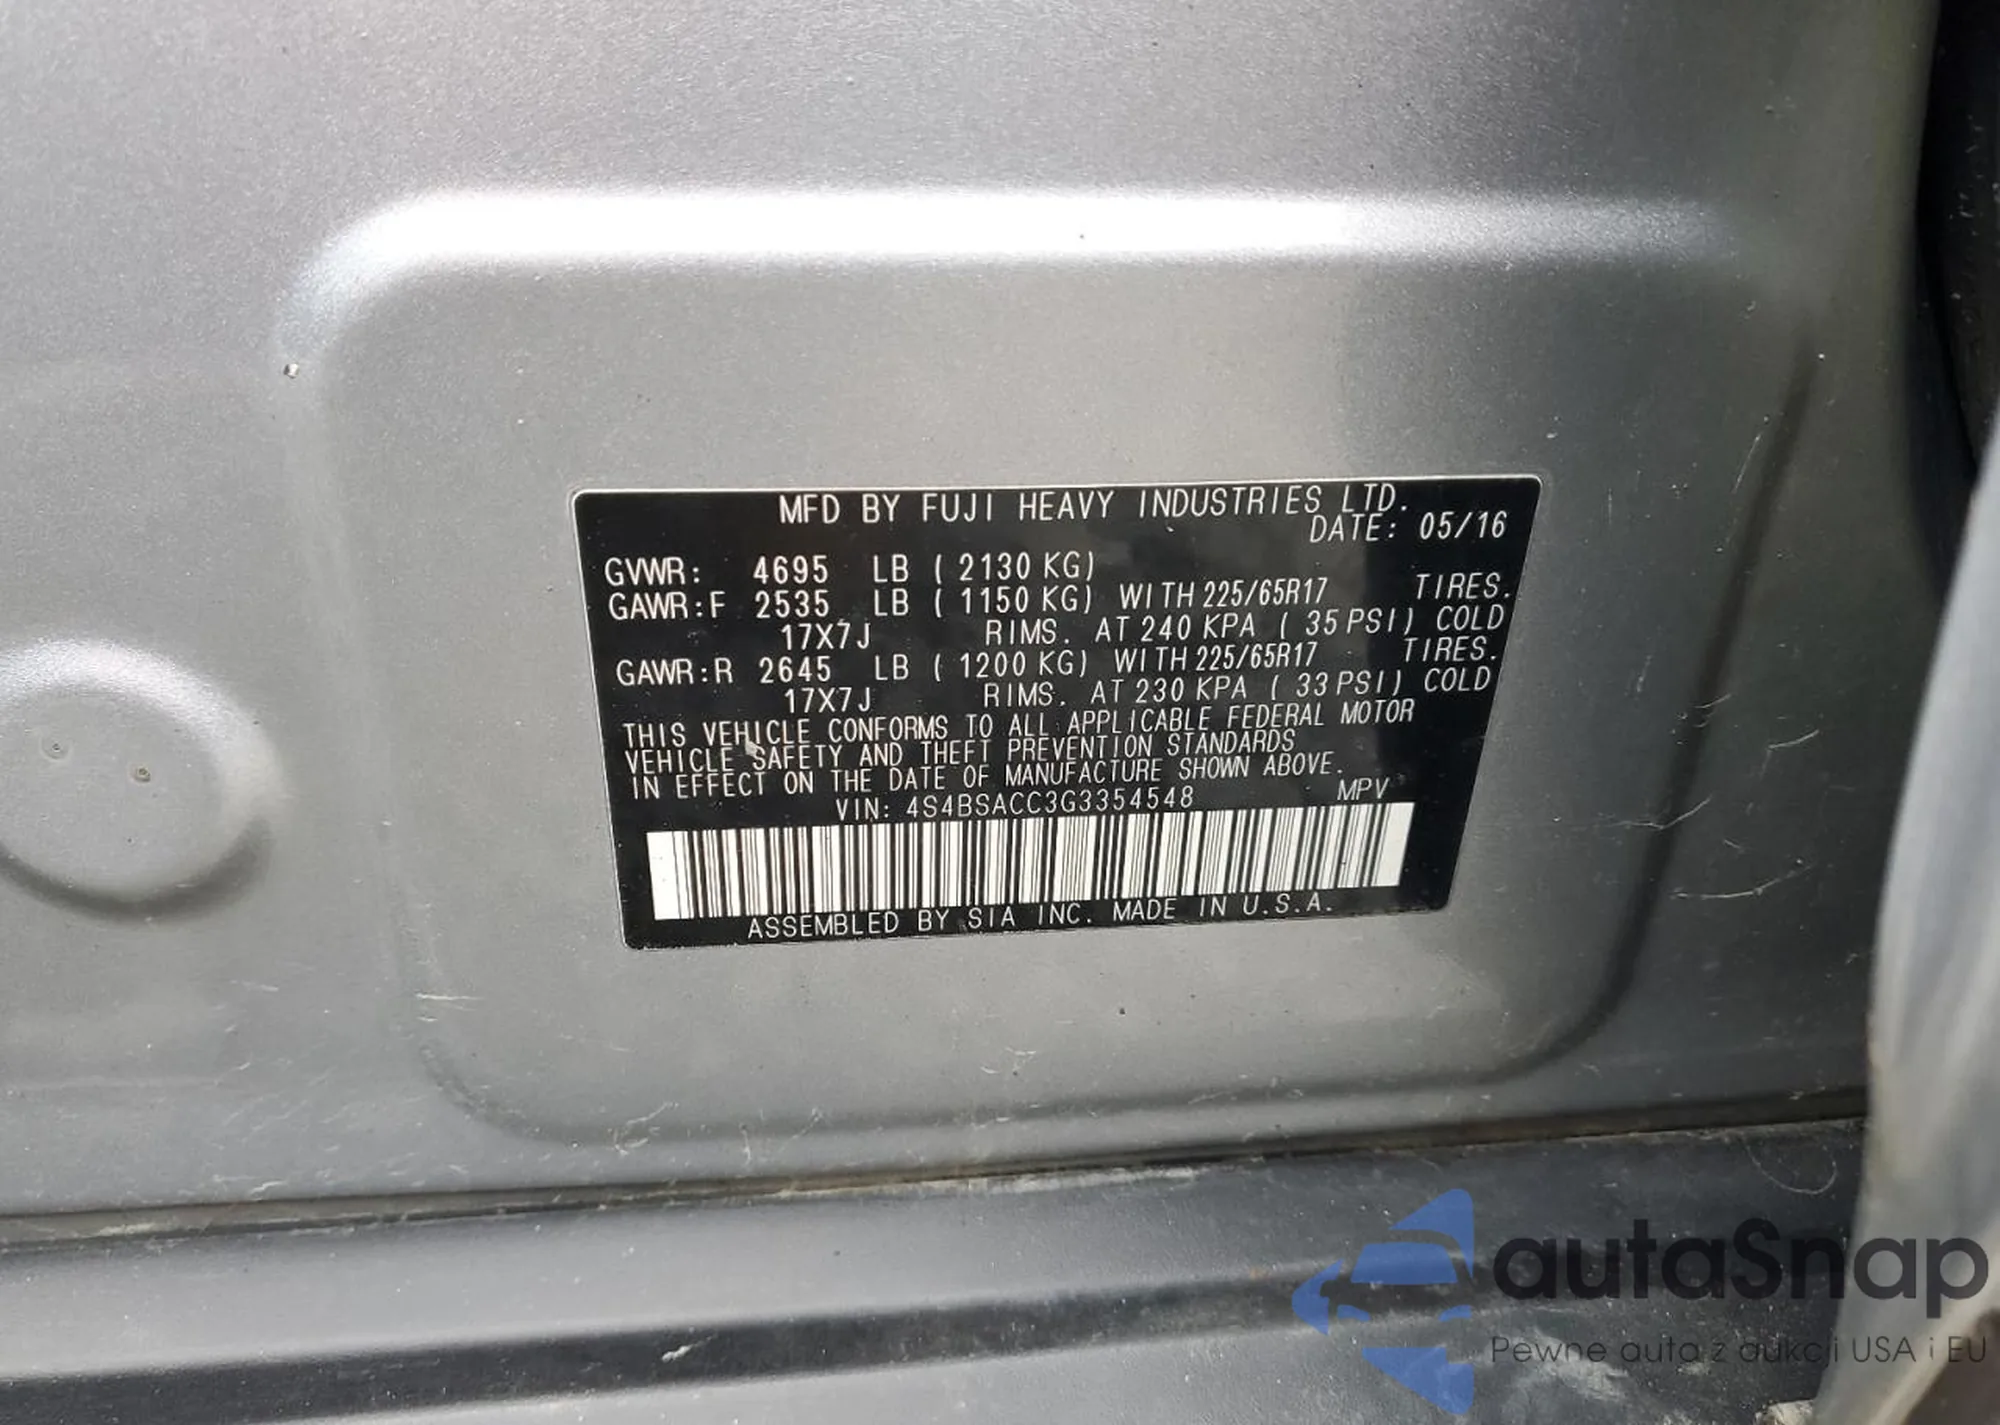 MFD BY FUJI HEAVY INDUSTRIES LTD.
DATE: 05/16
GVWR: 4695 LB ( 2130 KG)
GAWR:F 2535 LB ( 1150 KG) WITH 225/65R17 TIRES.
17X7J RIMS. AT 240 KPA ( 35 PSI) COLD
GAWR:R 2645 LB ( 1200 KG) WITH 225/65R17 TIRES.
17X7J RIMS. AT 230 KPA ( 33 PSI) COLD
THIS VEHICLE CONFORMS TO ALL APPLICABLE FEDERAL MOTOR
VEHICLE SAFETY AND THEFT PREVENTION STANDARDS
IN EFFECT ON THE DATE OF MANUFACTURE SHOWN ABOVE.
VIN: 4S4BSACC3G3354548 MPV
ASSEMBLED BY SIA INC. MADE IN U.S.A.
autaSnap
Pewne auta z aukcji USA i EU